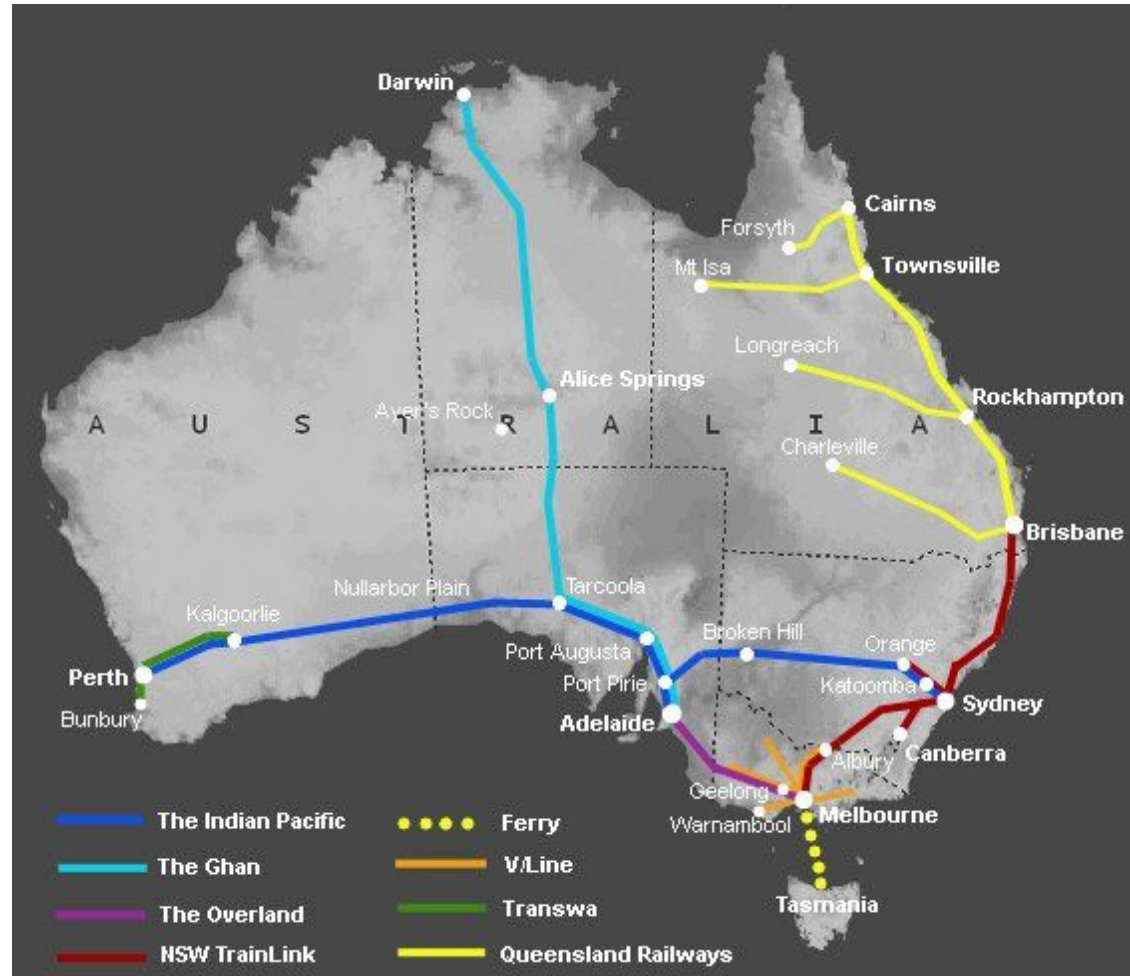 Darwin
Cairns
Forsyth
Townsville
Mt Isa
Longreach
Alice Springs
Rockhampton
Ayer's Rock
A U S T R A L I A
Charleville
Brisbane
Nullarbor Plain
Tarcoola
Kalgoorlie
Broken Hill
Orange
Port Augusta
Perth
Port Pirie
Katoomba
Bunbury
Adelaide
Sydney
Canberra
Albury
Geelong
Melbourne
Warnambool
Tasmania
The Indian Pacific
The Ghan
The Overland
NSW TrainLink
Ferry
V/Line
Transwa
Queensland Railways